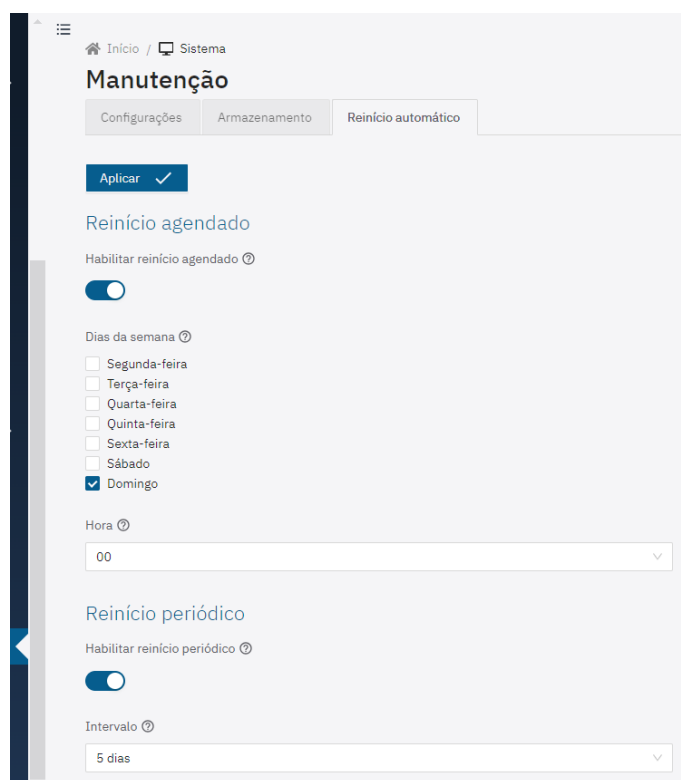 Início / Sistema
Manutenção
Configurações Armazenamento Reinício automático
Aplicar
Reinício agendado
Habilitar reinício agendado
Dias da semana
Segunda-feira
Terça-feira
Quarta-feira
Quinta-feira
Sexta-feira
Sábado
Domingo
Hora
00
Reinício periódico
Habilitar reinício periódico
Intervalo
5 dias